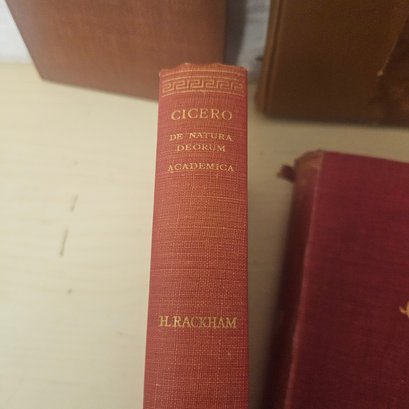 CICERO
DE NATURA
DEORUM
ACADEMICA
H. RACKHAM